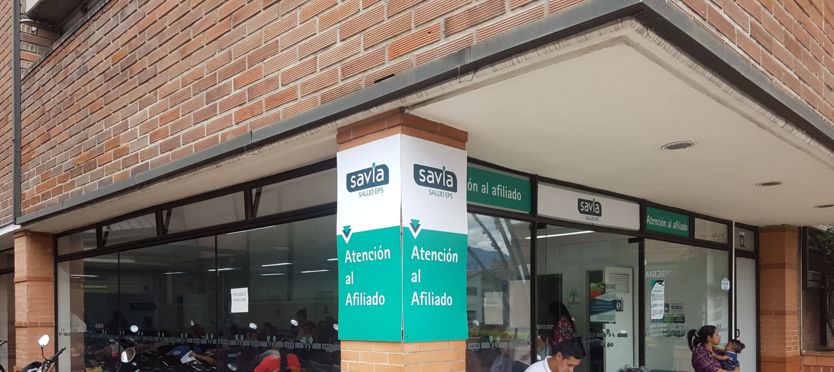 savia
SALUD EPS
Atención
al
Afiliado
savia
SALUD EPS
Atención
al
Afiliado
ión al afiliado
savia
SALUD EPS
Atención al afiliado